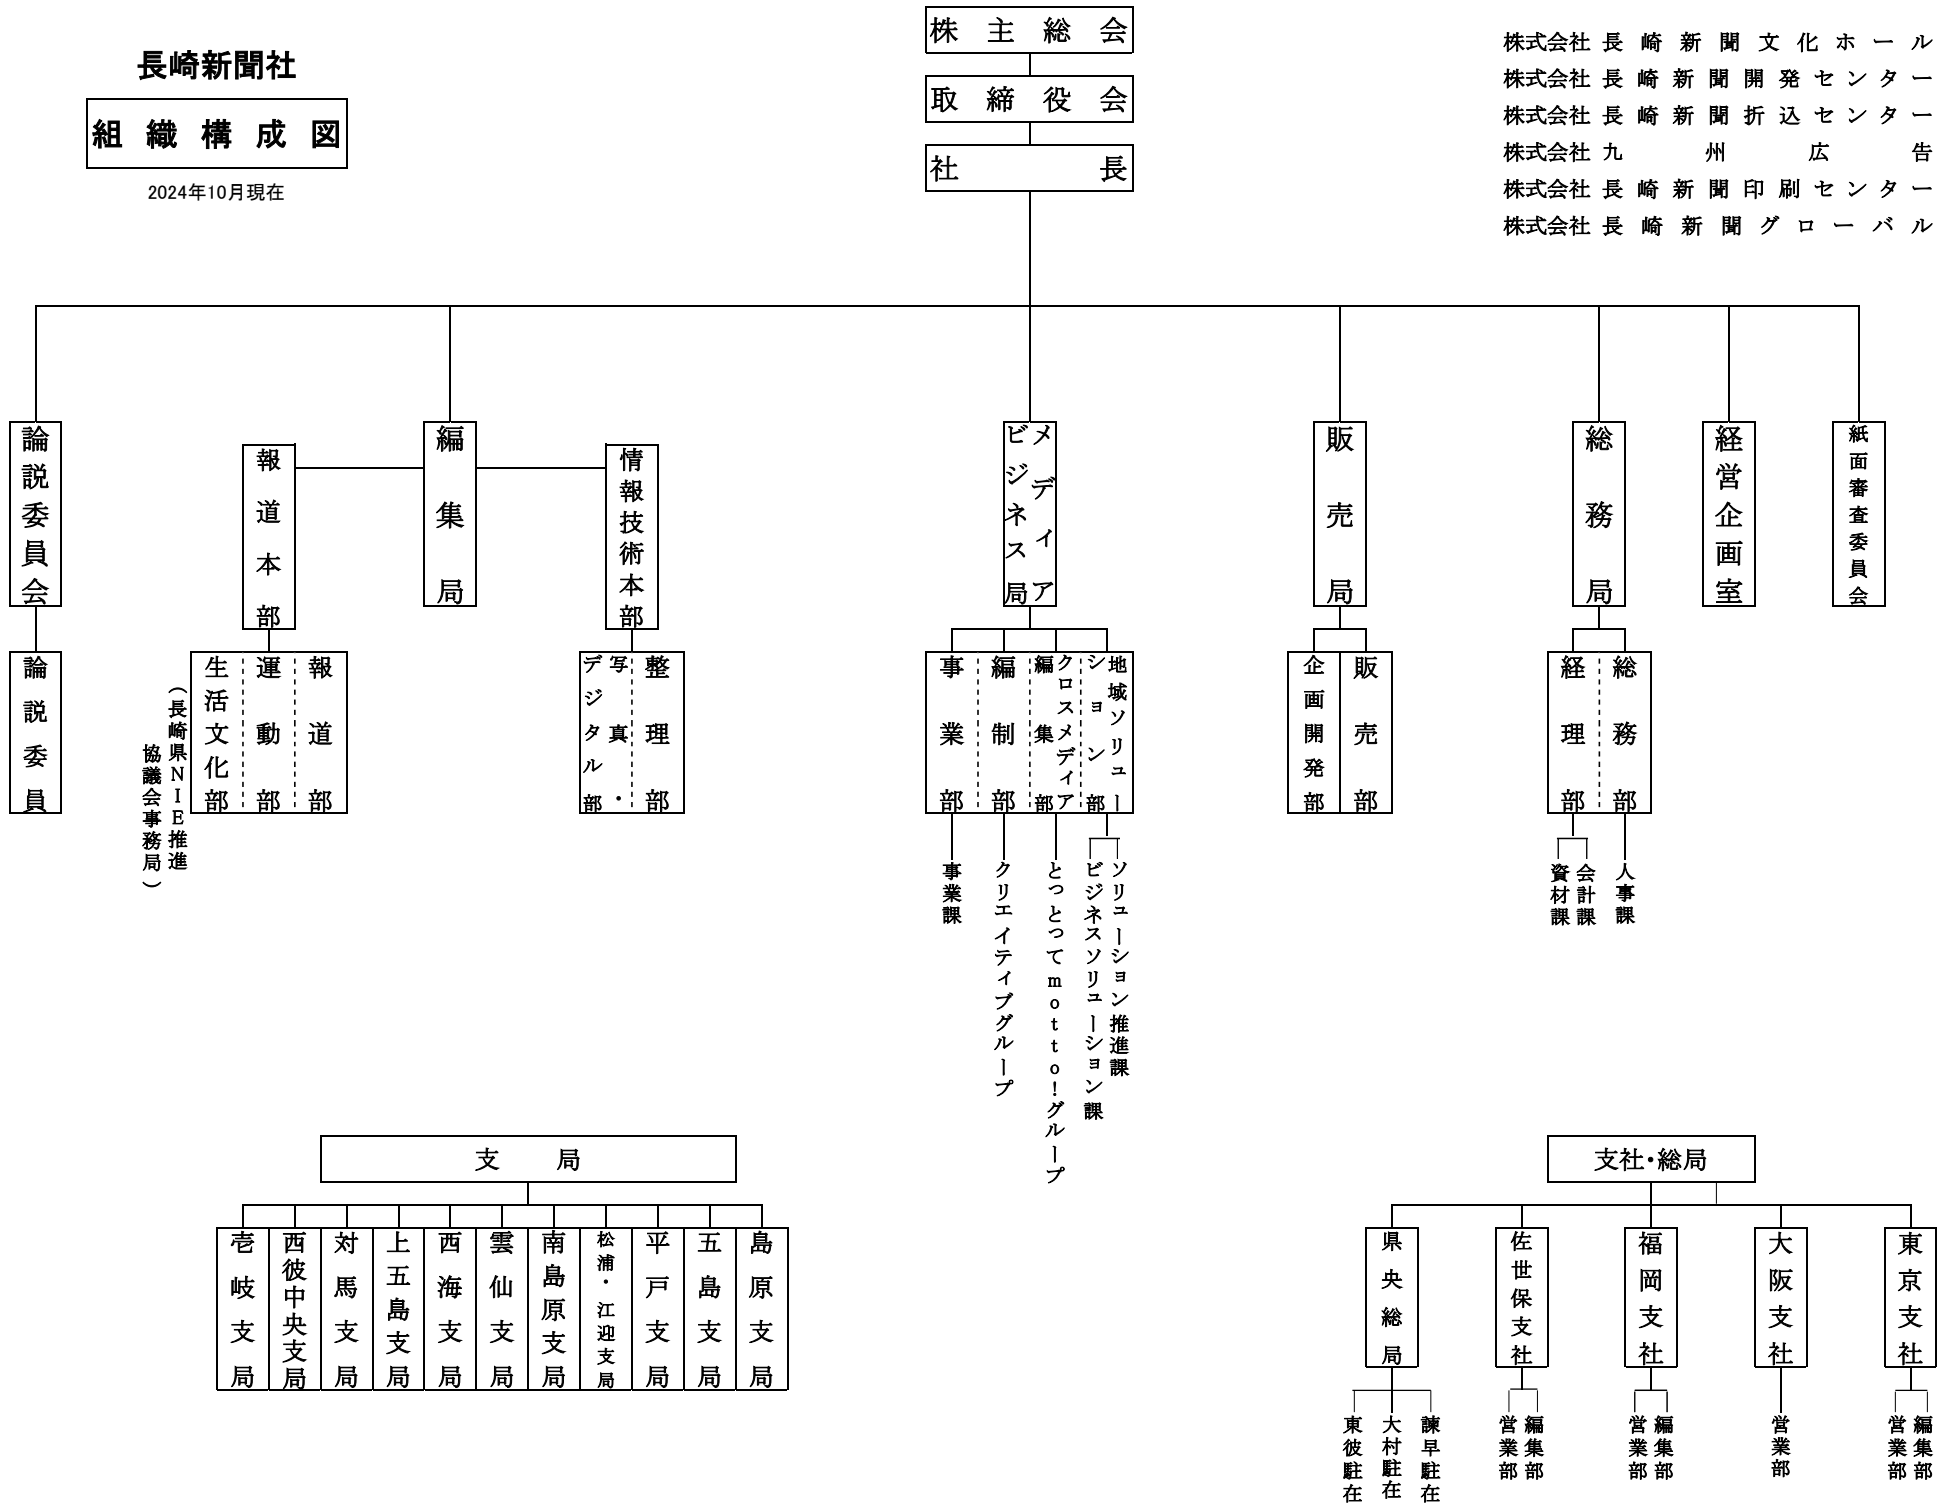 長崎新聞社
組織構成図
2024年10月現在
株主総会
取締役会
社長
株式会社 長崎新聞文化ホール
株式会社 長崎新聞開発センター
株式会社 長崎新聞折込センター
株式会社 九州広告
株式会社 長崎新聞印刷センター
株式会社 長崎新聞グローバル
論説委員会
論説委員
編集局
報道本部
生活文化部
運動部
報道部
（長崎県NIE推進
協議会事務局）
情報技術本部
写真・
デジタル部
整理部
メディア
ビジネス局
事業部
編制部
クロスメディア
編集部
地域ソリュー
ション部
事業課
クリエイティブグループ
とっとってmotto!グループ
ビジネスソリューション課
ソリューション推進課
販売局
企画開発部
販売部
総務局
経理部
総務部
資材課
会計課
人事課
経営企画室
紙面審査委員会
支局
壱岐支局
西彼中央支局
対馬支局
上五島支局
西海支局
雲仙支局
南島原支局
松浦・江迎支局
平戸支局
五島支局
島原支局
支社・総局
県央総局
東彼駐在
大村駐在
諫早駐在
佐世保支社
営業部
編集部
福岡支社
営業部
編集部
大阪支社
営業部
東京支社
営業部
編集部